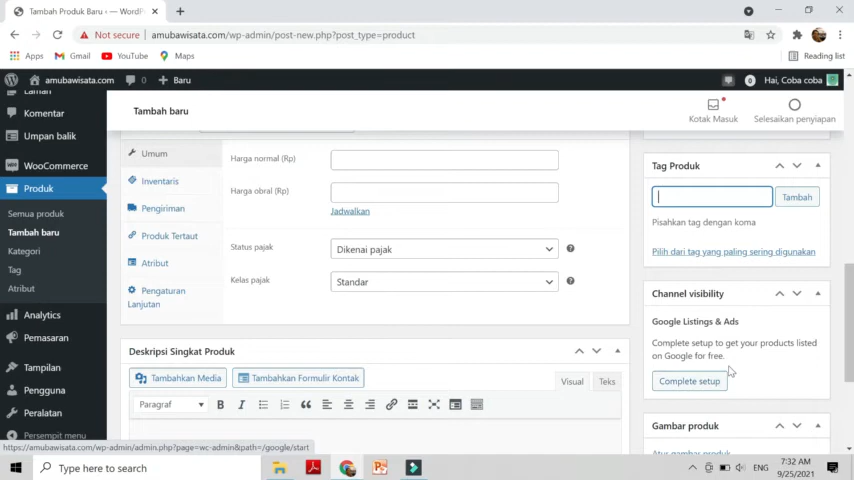 Tambah Produk Baru ‹ — WordPr
Not secure
amubawisata.com/wp-admin/post-new.php?post_type=product
Apps
Gmail
YouTube
Maps
Reading list
amubawisata.com
0
Baru
0
Hai, Coba coba
Laman
Komentar
Umpan balik
WooCommerce
Produk
Semua produk
Tambah baru
Kategori
Tag
Atribut
Analytics
Pemasaran
Tampilan
Pengguna
Peralatan
Persempit menu
Tambah baru
Kotak Masuk
Selesaikan penyiapan
Umum
Inventaris
Pengiriman
Produk Tertaut
Atribut
Pengaturan
Lanjutan
Harga normal (Rp)
Harga obral (Rp)
Jadwalkan
Status pajak
Dikenai pajak
Kelas pajak
Standar
Deskripsi Singkat Produk
Tambahkan Media
Tambahkan Formulir Kontak
Visual
Teks
Paragraf
B
I
Tag Produk
Tambah
Pisahkan tag dengan koma
Pilih dari tag yang paling sering digunakan
Channel visibility
Google Listings & Ads
Complete setup to get your products listed
on Google for free.
Complete setup
Gambar produk
Atur gambar produk
https://amubawisata.com/wp-admin/admin.php?page=wc-admin&path=/google/start
Type here to search
ENG
7:32 AM
9/25/2021